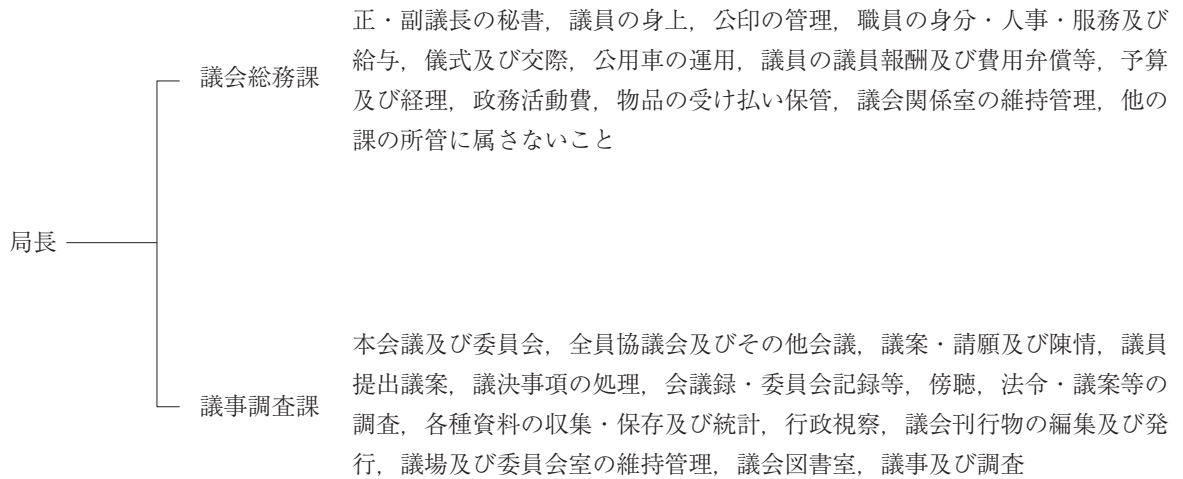 局長
議会総務課
正・副議長の秘書，議員の身上，公印の管理，職員の身分・人事・服務及び
給与，儀式及び交際，公用車の運用，議員の議員報酬及び費用弁償等，予算
及び経理，政務活動費，物品の受け払い保管，議会関係室の維持管理，他の
課の所管に属さないこと
議事調査課
本会議及び委員会，全員協議会及びその他会議，議案・請願及び陳情，議員
提出議案，議決事項の処理，会議録・委員会記録等，傍聴，法令・議案等の
調査，各種資料の収集・保存及び統計，行政視察，議会刊行物の編集及び発
行，議場及び委員会室の維持管理，議会図書室，議事及び調査